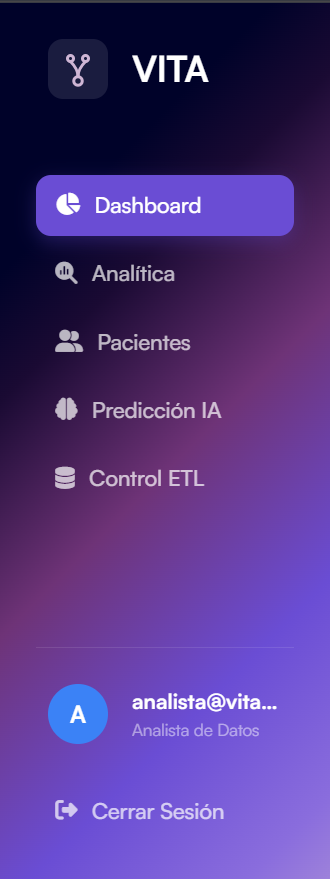 VITA
Dashboard
Analítica
Pacientes
Predicción IA
Control ETL
A
analista@vita...
Analista de Datos
Cerrar Sesión